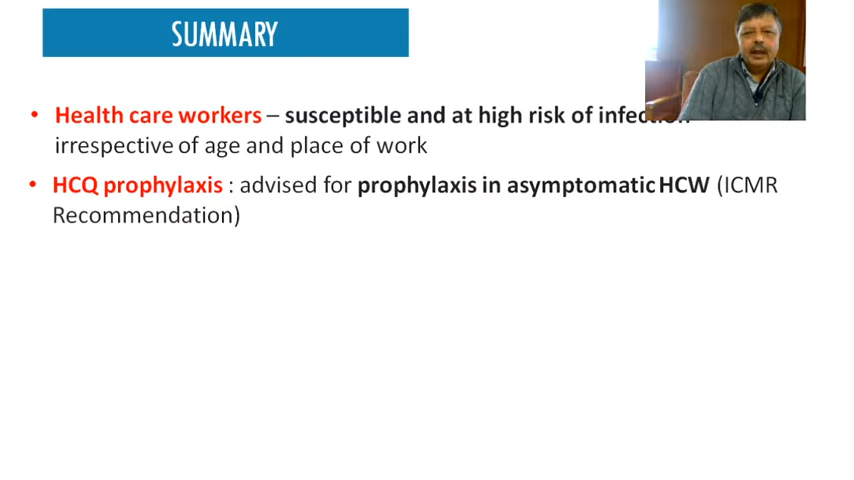 SUMMARY
• Health care workers – susceptible and at high risk of infection
irrespective of age and place of work
• HCQ prophylaxis : advised for prophylaxis in asymptomatic HCW (ICMR
Recommendation)